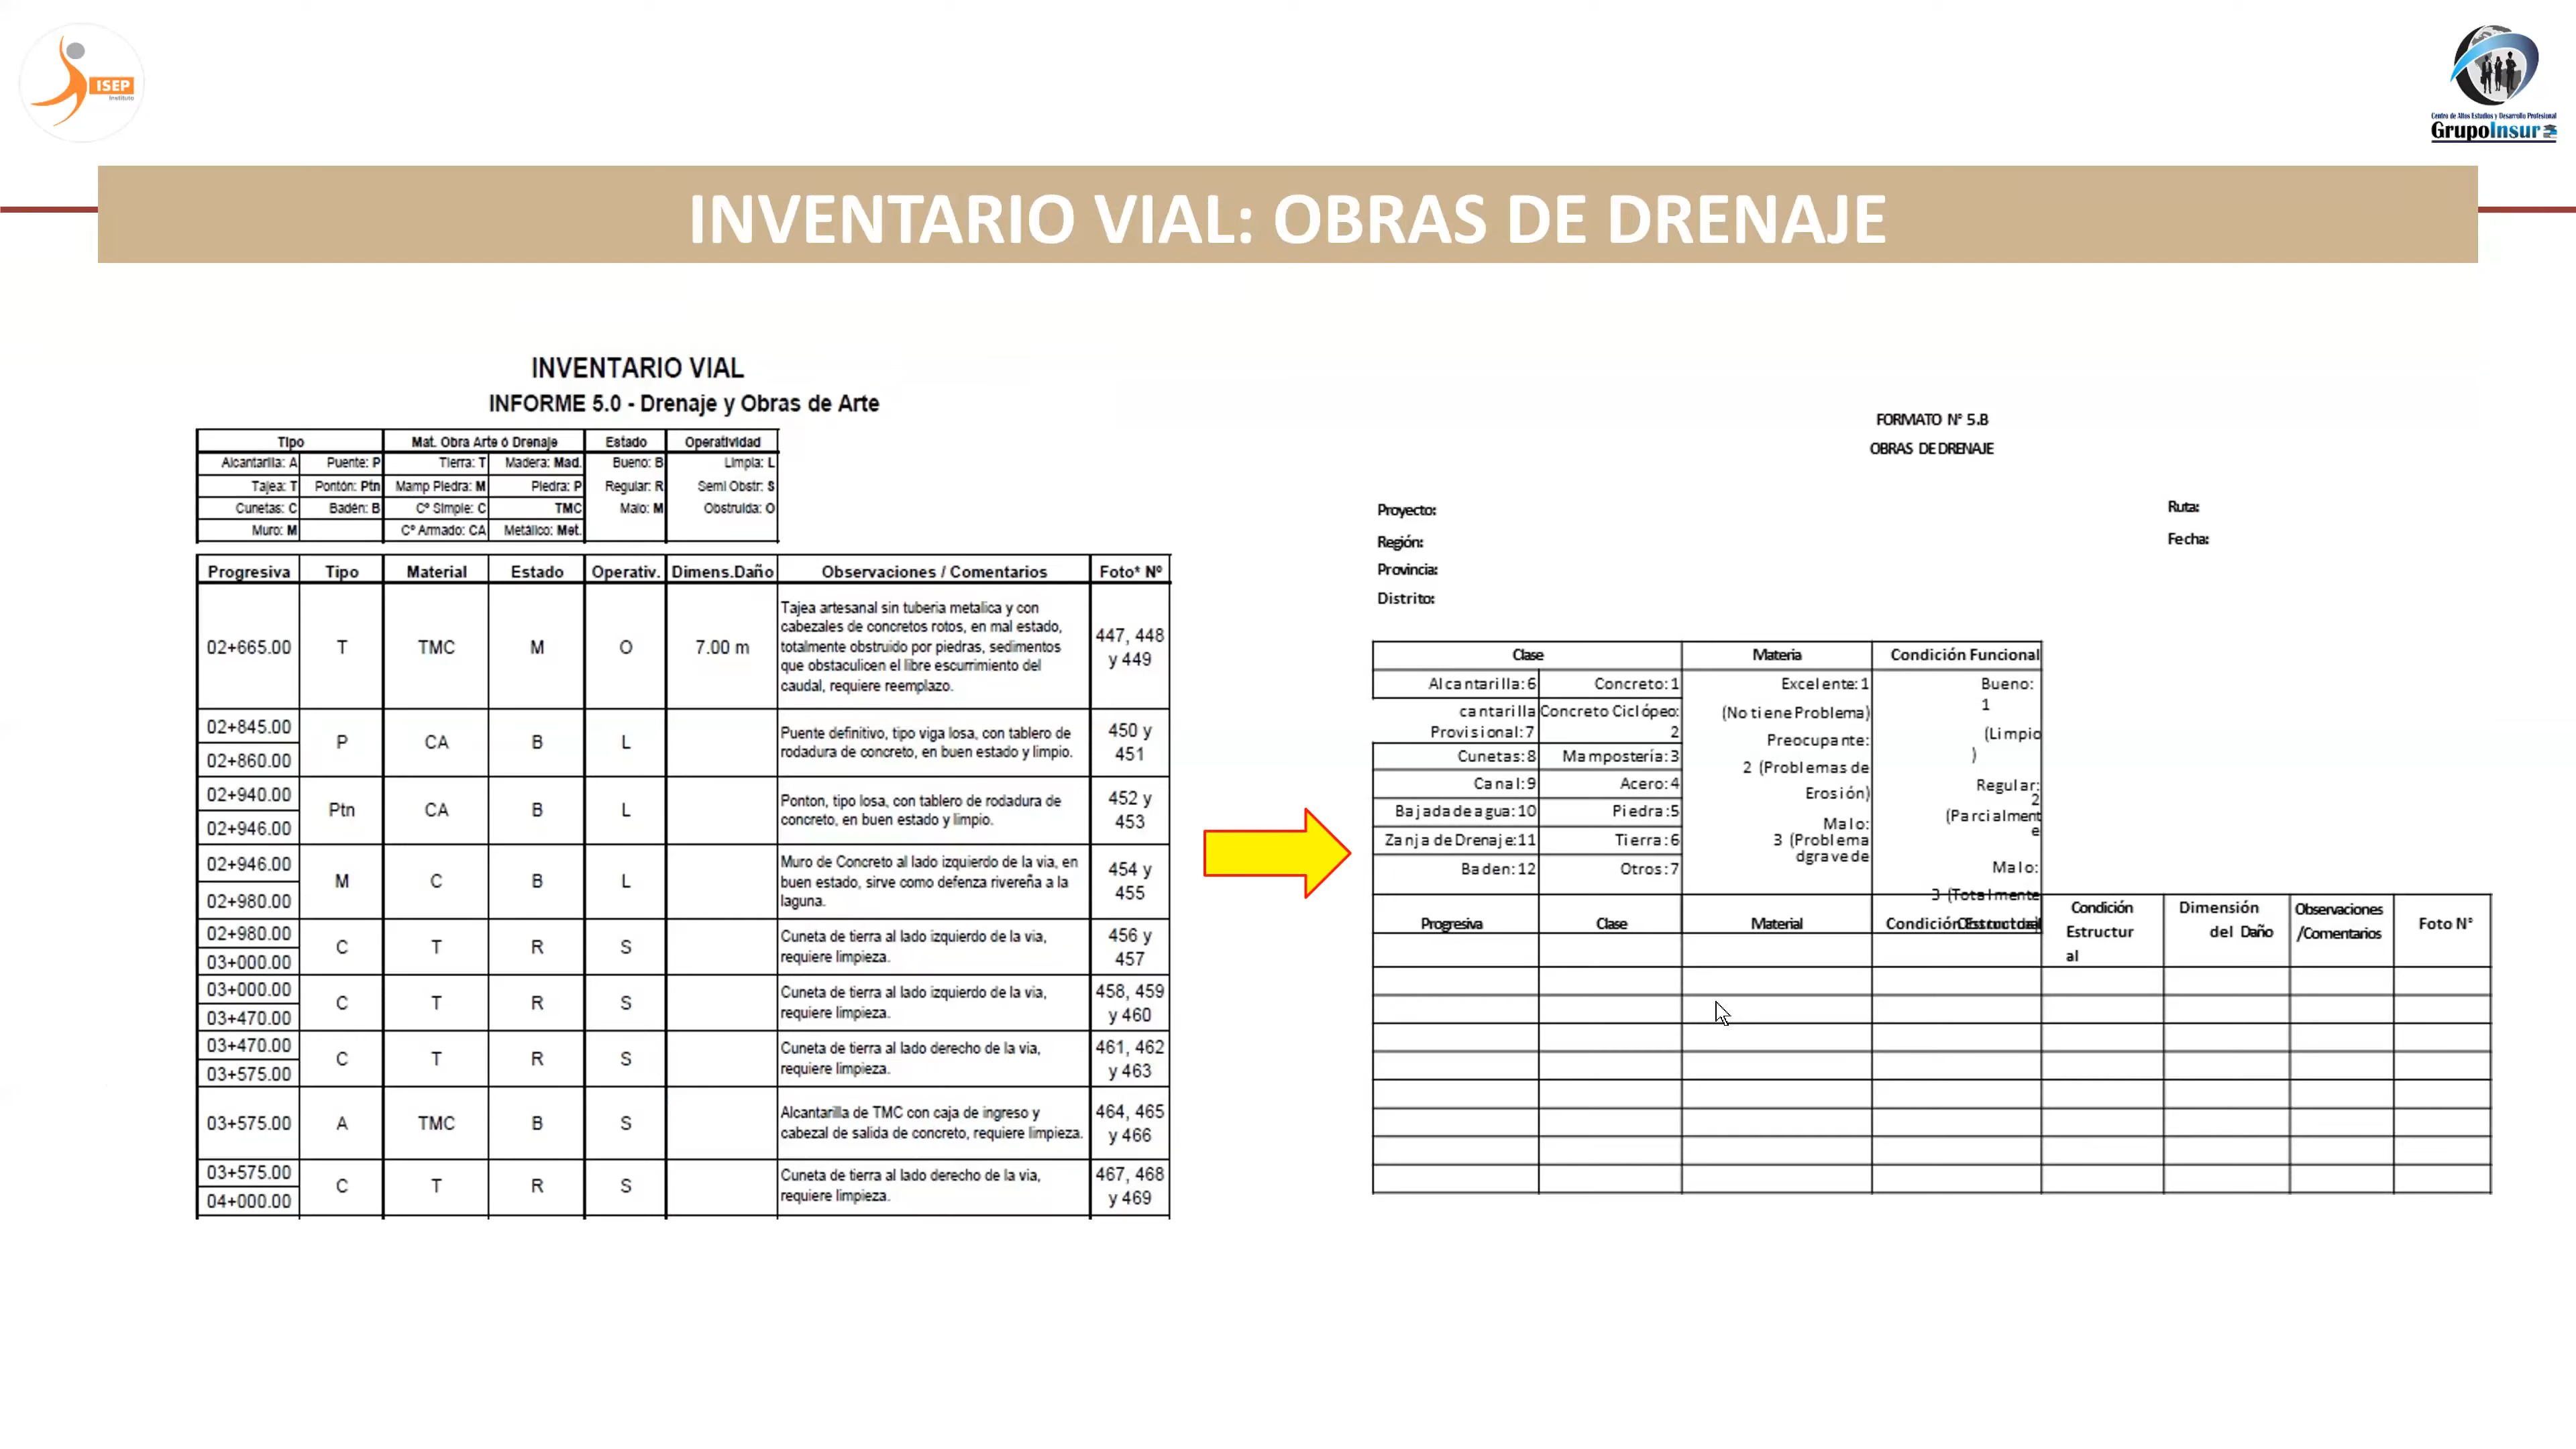 ISEP
Instituto
Centro de Altos Estudios y Desarrollo Profesional
GrupoInsur
INVENTARIO VIAL: OBRAS DE DRENAJE
INVENTARIO VIAL
INFORME 5.0 - Drenaje y Obras de Arte
Tipo Mat. Obra Arte ó Drenaje Estado Operatividad
Alcantarilla: A Puente: P Tierra: T Madera: Mad. Bueno: B Limpia: L
Tajea: T Pontón: Ptn Mamp Piedra: M Piedra: P Regular: R Semi Obstr: S
Cunetas: C Badén: B Cº Simple: C TMC Malo: M Obstruida: O
Muro: M Cº Armado: CA Metálico: Met.
Progresiva Tipo Material Estado Operativ. Dimens.Daño Observaciones / Comentarios Foto* Nº
02+665.00 T TMC M O 7.00 m
Tajea artesanal sin tuberia metalica y con
cabezales de concretos rotos, en mal estado,
totalmente obstruido por piedras, sedimentos
que obstaculicen el libre escurrimiento del
caudal, requiere reemplazo.
447, 448
y 449
02+845.00
02+860.00
P CA B L
Puente definitivo, tipo viga losa, con tablero de
rodadura de concreto, en buen estado y limpio.
450 y
451
02+940.00
02+946.00
Ptn CA B L
Ponton, tipo losa, con tablero de rodadura de
concreto, en buen estado y limpio.
452 y
453
02+946.00
02+980.00
M C B L
Muro de Concreto al lado izquierdo de la via, en
buen estado, sirve como defenza rivereña a la
laguna.
454 y
455
02+980.00
03+000.00
C T R S
Cuneta de tierra al lado izquierdo de la via,
requiere limpieza.
456 y
457
03+000.00
03+470.00
C T R S
Cuneta de tierra al lado izquierdo de la via,
requiere limpieza.
458, 459
y 460
03+470.00
03+575.00
C T R S
Cuneta de tierra al lado derecho de la via,
requiere limpieza.
461, 462
y 463
03+575.00 A TMC B S
Alcantarilla de TMC con caja de ingreso y
cabezal de salida de concreto, requiere limpieza.
464, 465
y 466
03+575.00
04+000.00
C T R S
Cuneta de tierra al lado derecho de la via,
requiere limpieza.
467, 468
y 469
FORMATO N° 5.B
OBRAS DE DRENAJE
Proyecto:
Ruta:
Región:
Fecha:
Provincia:
Distrito:
Clase Materia Condición Funcional
Alcantarilla: 6 Concreto: 1
cantarilla
Provisional: 7
Concreto Ciclópeo:
2
Cunetas: 8 Mampostería: 3
Canal: 9 Acero: 4
Bajada de agua: 10 Piedra: 5
Zanja de Drenaje: 11 Tierra: 6
Baden: 12 Otros: 7
Excelente: 1
(No tiene Problema)
Preocupante:
2 (Problemas de
Erosión)
Malo:
3 (Problema
dgrave de
Bueno:
1
(Limpio
)
Regular:
2
(Parcialment
e
Malo:
3 (Totalmente
Progresiva Clase Material Condición
Condición
Estructur
al
Dimensión
del Daño
Observaciones
/Comentarios
Foto N°